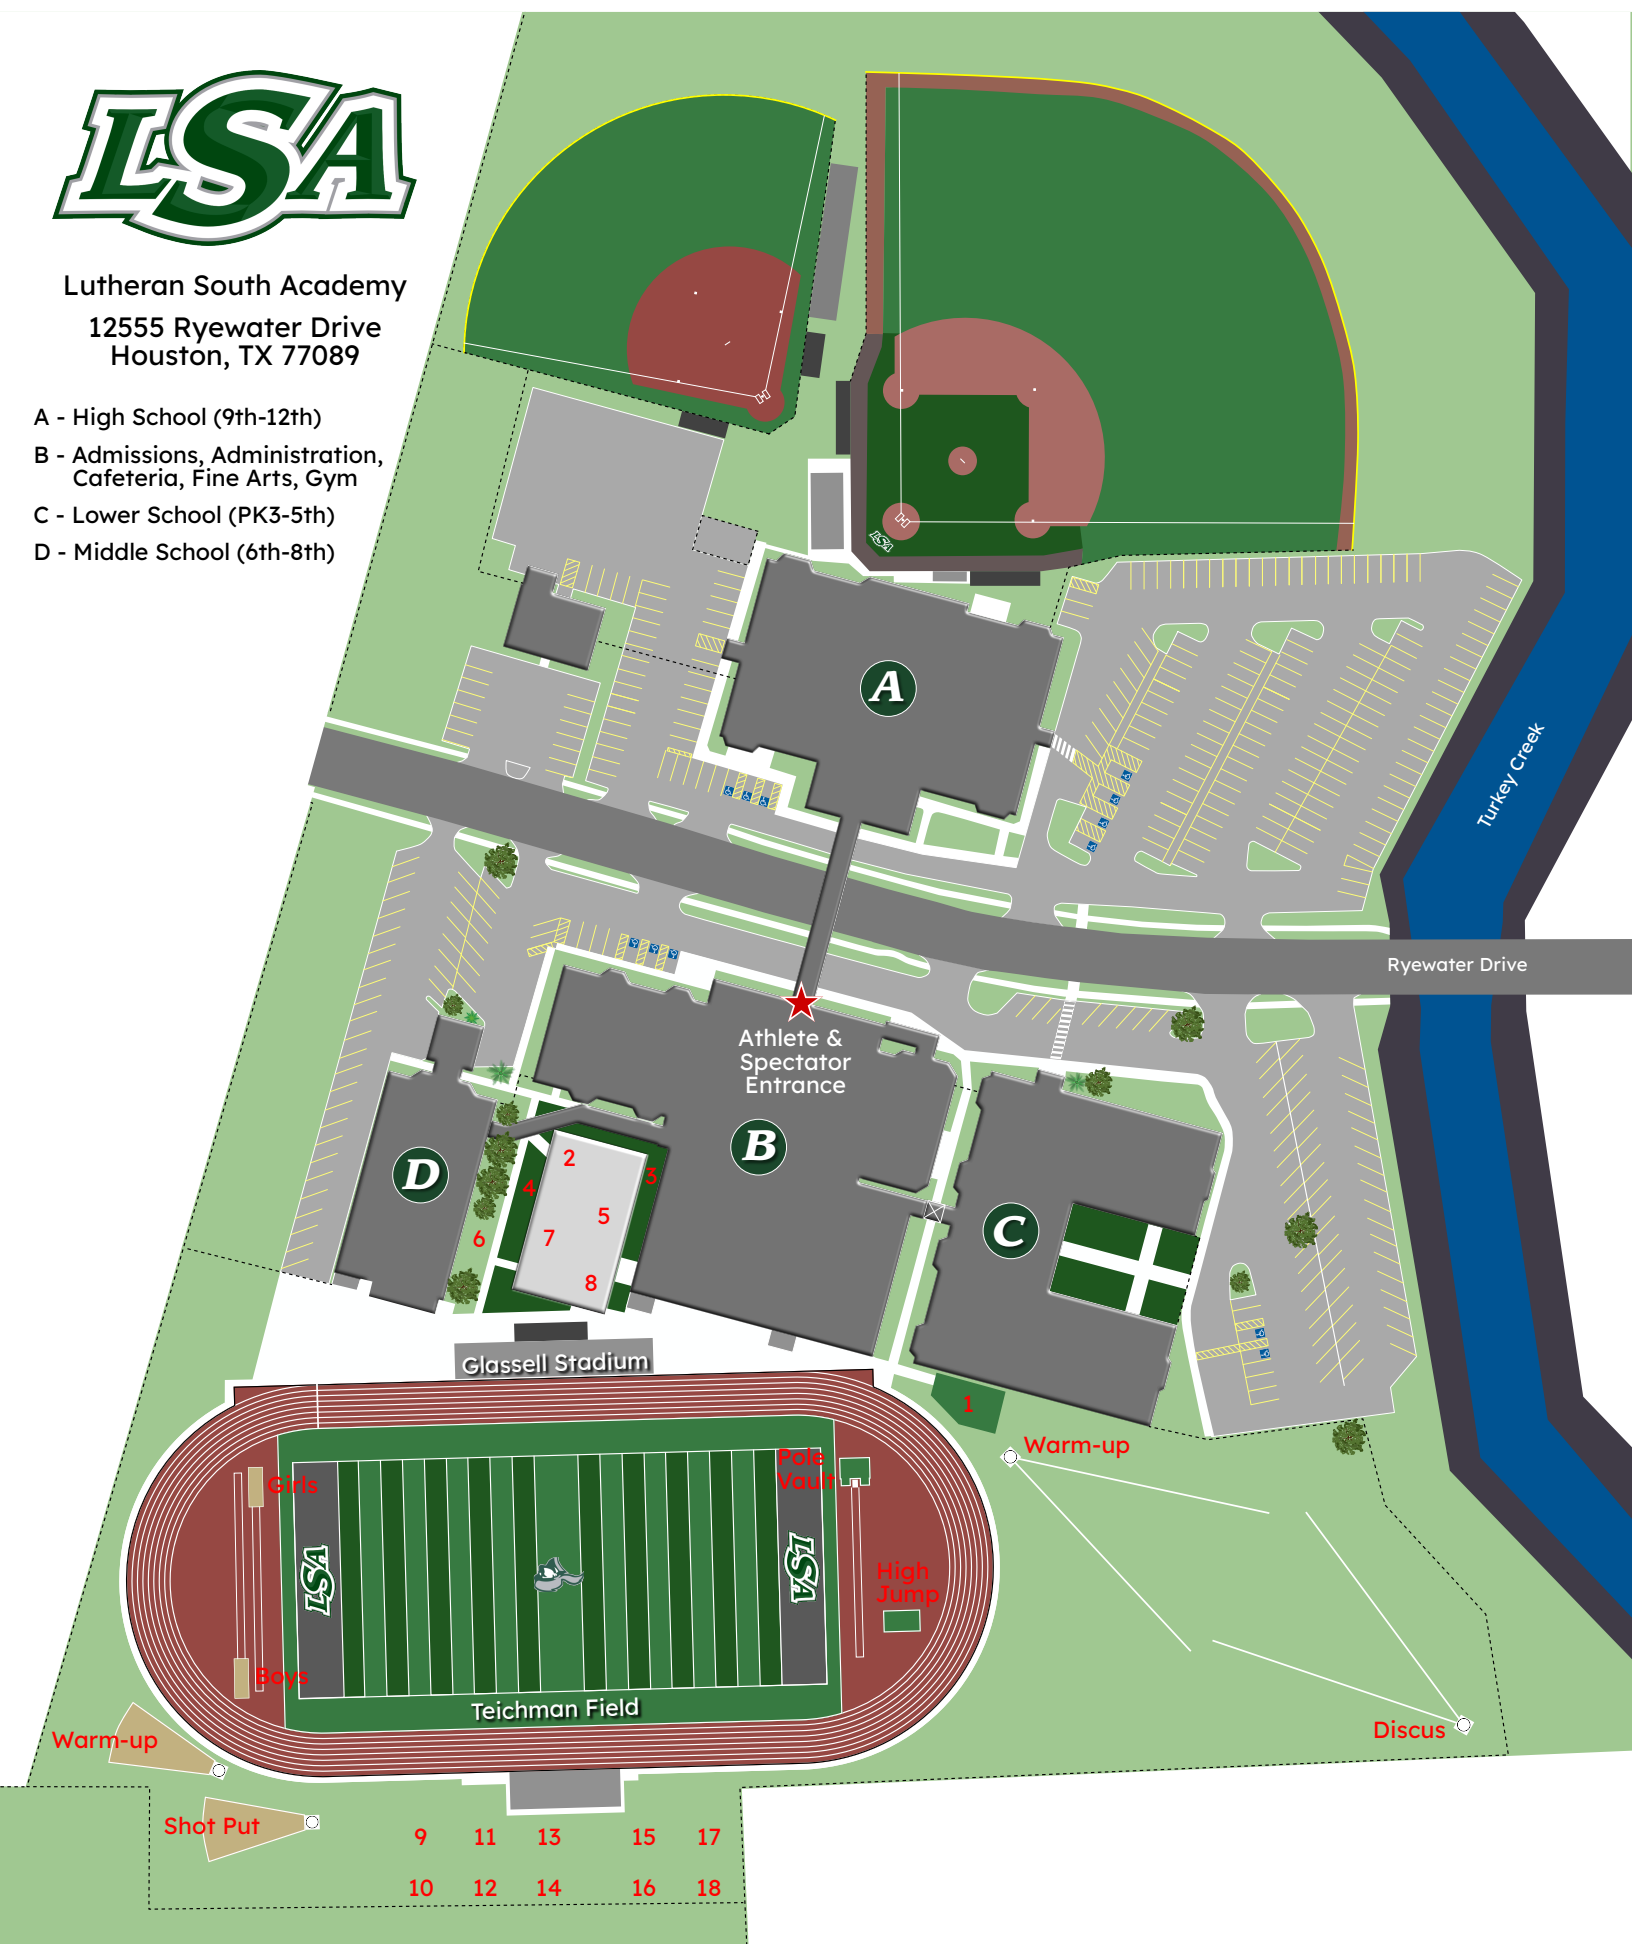 LSA
Lutheran South Academy
12555 Ryewater Drive
Houston, TX 77089
A - High School (9th-12th)
B - Admissions, Administration,
Cafeteria, Fine Arts, Gym
C - Lower School (PK3-5th)
D - Middle School (6th-8th)
LSA
A
Turkey Creek
Ryewater Drive
Athlete &
Spectator
Entrance
B
D
C
2
3
4
5
6
7
8
Glassell Stadium
1
Warm-up
Pole
Vault
Girls
LSA
LSA
High
Jump
Boys
Teichman Field
Discus
Warm-up
Shot Put
9 11 13 15 17
10 12 14 16 18